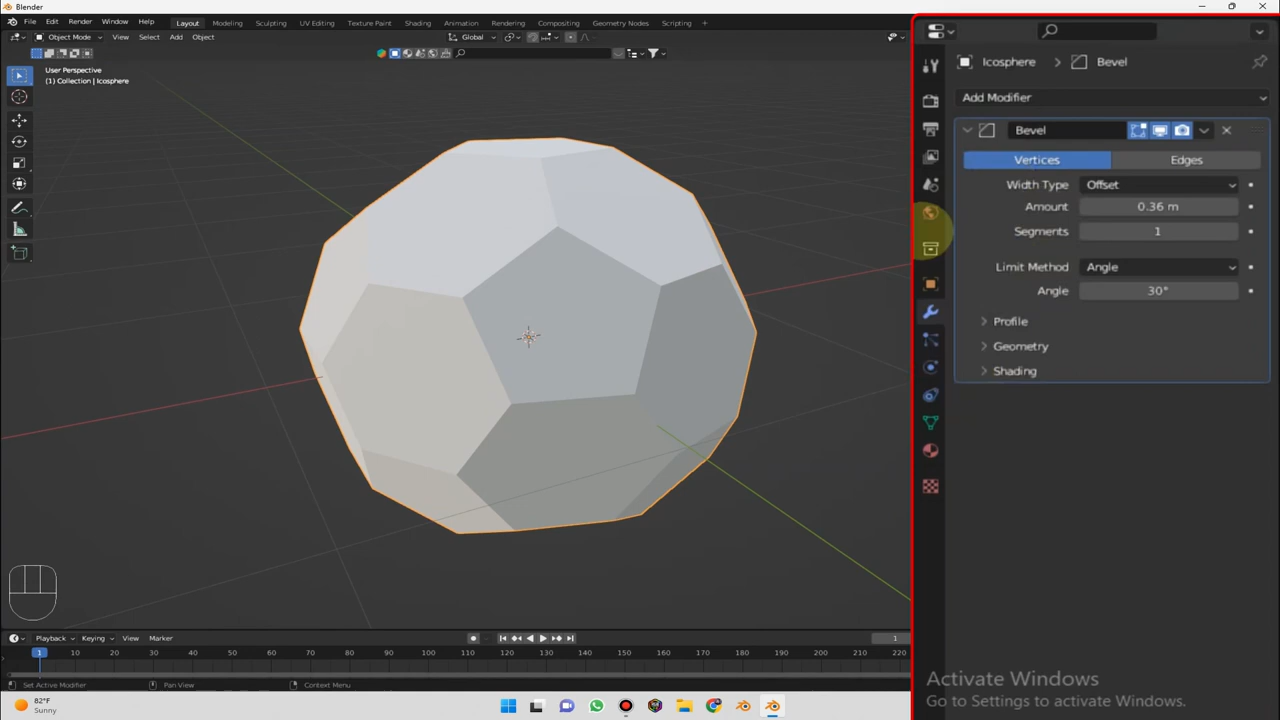 Blender
File Edit Render Window Help Layout Modeling Sculpting UV Editing Texture Paint Shading Animation Rendering Compositing Geometry Nodes Scripting +
Object Mode View Select Add Object Global
User Perspective
(1) Collection | Icosphere
Icosphere > Bevel
Add Modifier
Bevel
Vertices Edges
Width Type Offset
Amount 0.36 m
Segments 1
Limit Method Angle
Angle 30°
Profile
Geometry
Shading
Playback Keying View Marker 1
1 10 20 30 40 50 60 70 80 90 100 110 120 130 140 150 160 170 180 190 200 210 220
Set Active Modifier Pan View Context Menu
Activate Windows
Go to Settings to activate Windows.
82°F
Sunny